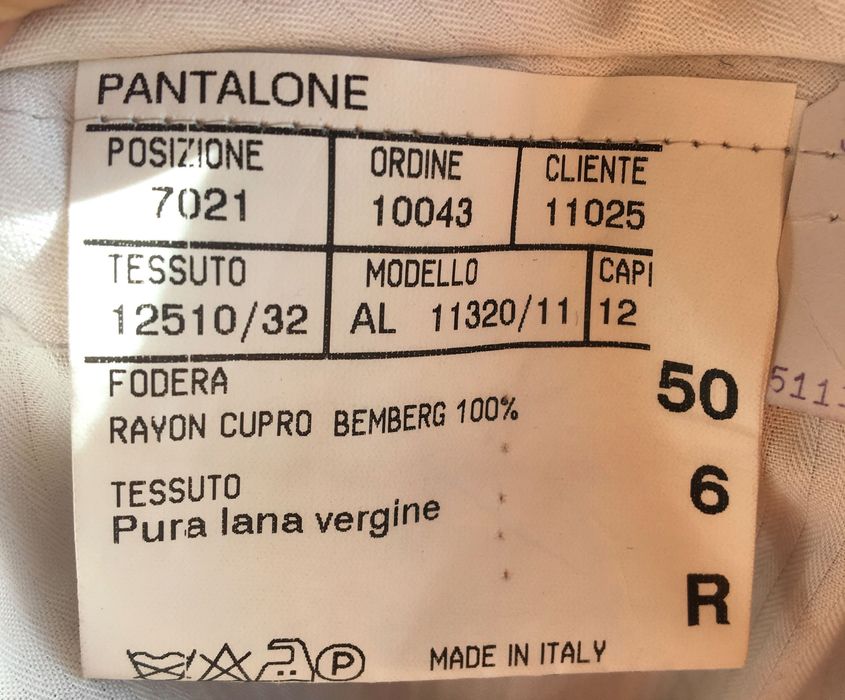 PANTALONE
POSIZIONE ORDINE CLIENTE
7021 10043 11025
TESSUTO MODELLO CAPI
12510/32 AL 11320/11 12
FODERA
RAYON CUPRO BEMBERG 100%
50
5111
TESSUTO
Pura lana vergine
6
R
P
MADE IN ITALY